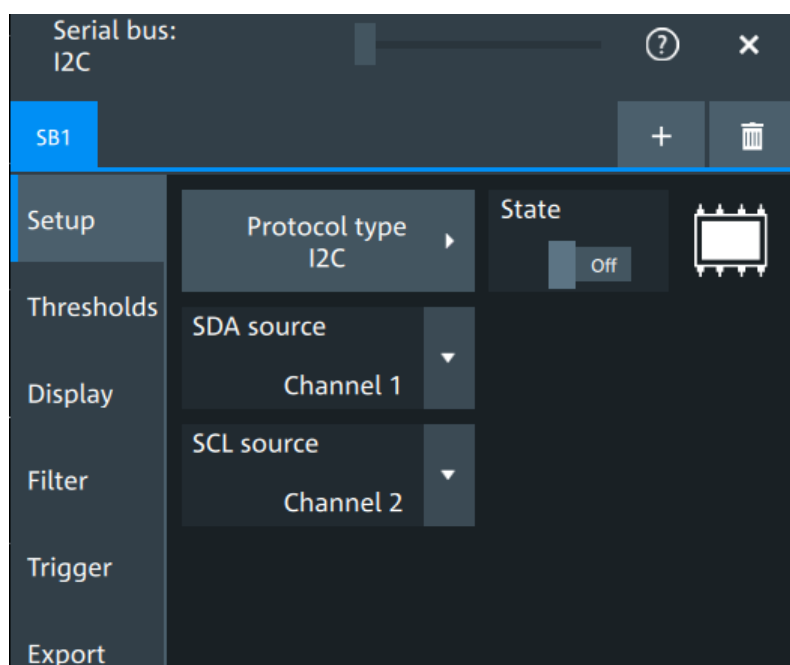 Serial bus:
I2C
SB1
+
Setup
Protocol type
I2C
State
Off
Thresholds
SDA source
Channel 1
Display
SCL source
Channel 2
Filter
Trigger
Export